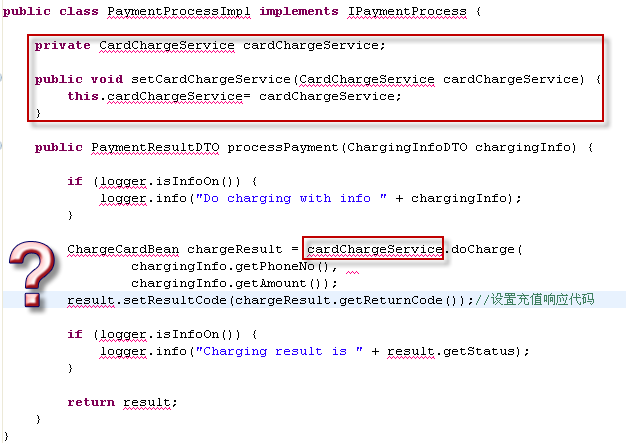 public class PaymentProcessImpl implements IPaymentProcess {
private CardChargeService cardChargeService;
public void setCardChargeService(CardChargeService cardChargeService) {
this.cardChargeService= cardChargeService;
}
public PaymentResultDTO processPayment(ChargingInfoDTO chargingInfo) {
if (logger.isInfoOn()) {
logger.info("Do charging with info " + chargingInfo);
}
ChargeCardBean chargeResult = cardChargeService.doCharge(
chargingInfo.getPhoneNo(),
chargingInfo.getAmount());
?
result.setResultCode(chargeResult.getReturnCode());//设置充值响应代码
if (logger.isInfoOn()) {
logger.info("Charging result is " + result.getStatus);
}
return result;
}
}